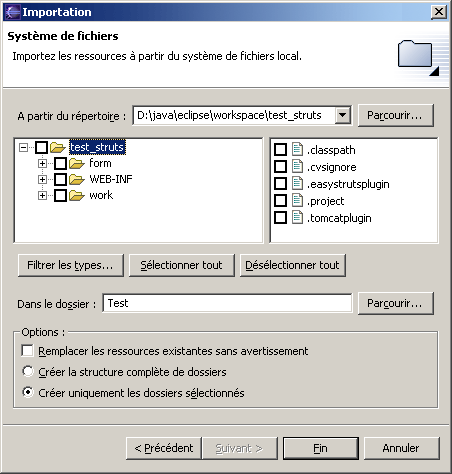 Importation
Système de fichiers
Importez les ressources à partir du système de fichiers local.
A partir du répertoire : D:\java\eclipse\workspace\test_struts Parcourir...
test_struts
form
WEB-INF
work
.classpath
.cvsignore
.easystrutsplugin
.project
.tomcatplugin
Filtrer les types... Sélectionner tout Désélectionner tout
Dans le dossier : Test Parcourir...
Options :
Remplacer les ressources existantes sans avertissement
Créer la structure complète de dossiers
Créer uniquement les dossiers sélectionnés
< Précédent Suivant > Fin Annuler